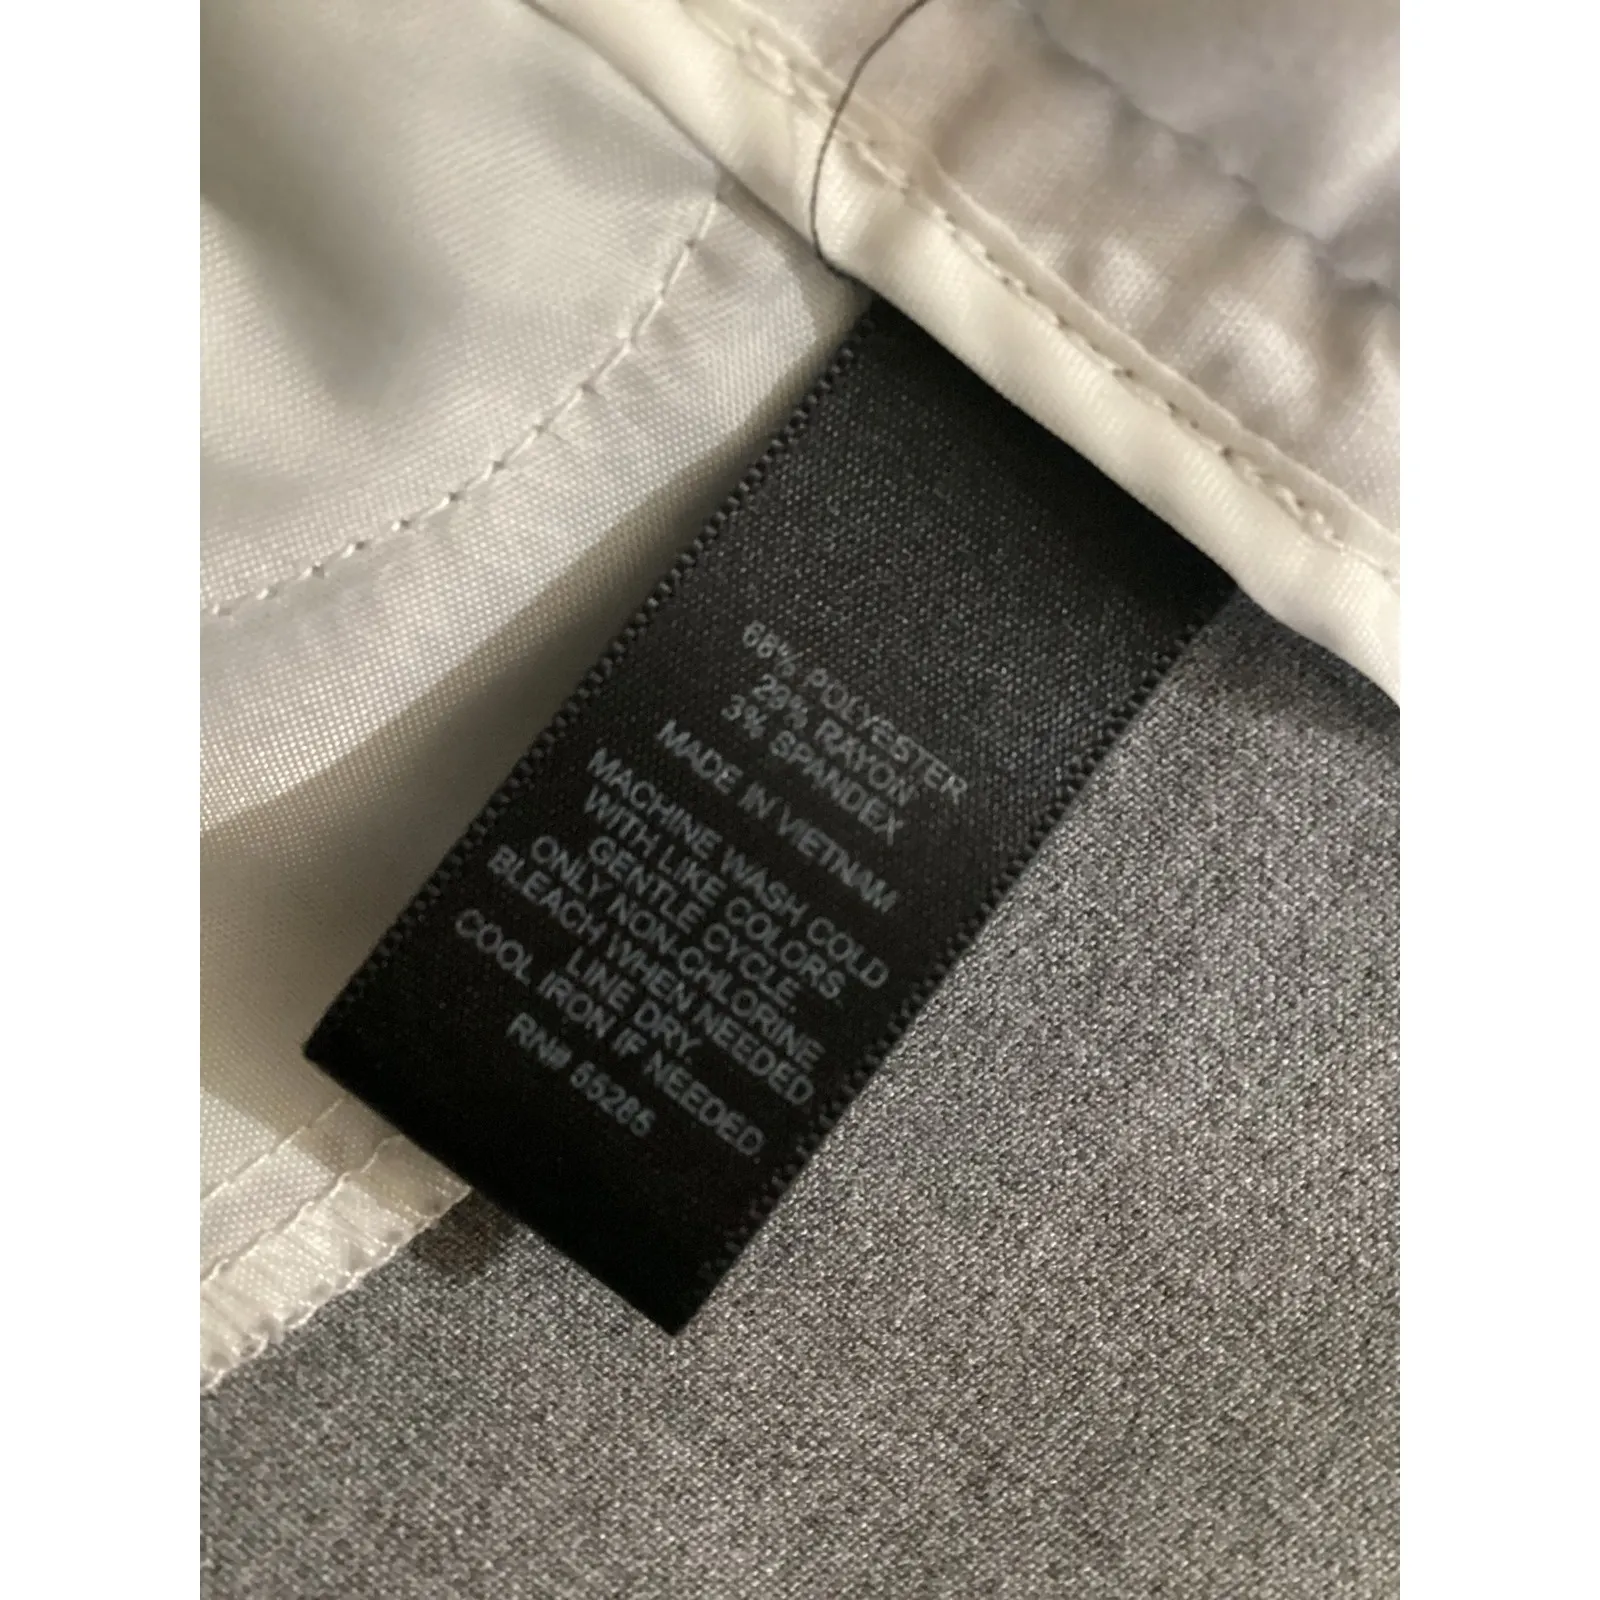 68% POLYESTER
29% RAYON
3% SPANDEX
MADE IN VIETNAM
MACHINE WASH COLD
WITH LIKE COLORS.
GENTLE CYCLE.
ONLY NON-CHLORINE
BLEACH WHEN NEEDED
LINE DRY.
COOL IRON IF NEEDED.
RN# 55285